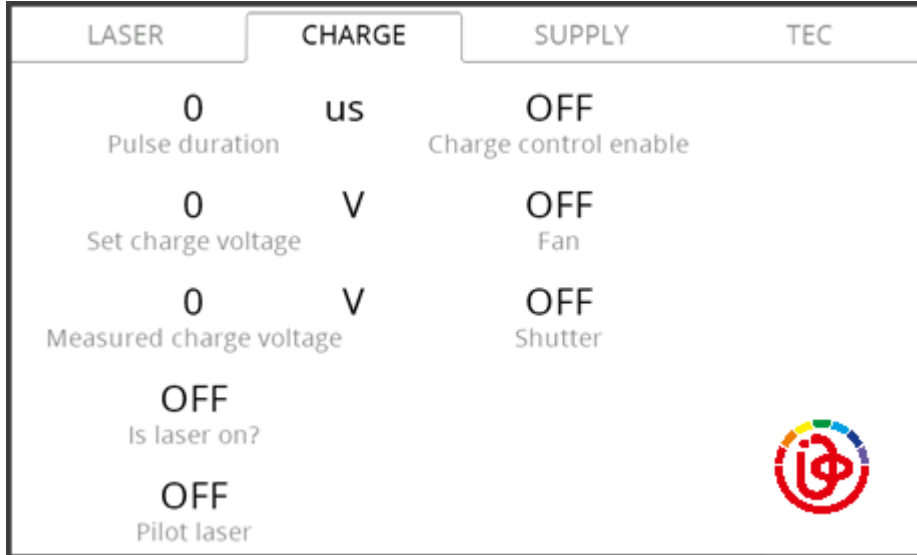 LASER CHARGE SUPPLY TEC
0 us OFF
Pulse duration Charge control enable
0 V OFF
Set charge voltage Fan
0 V OFF
Measured charge voltage Shutter
OFF
Is laser on?
OFF
Pilot laser